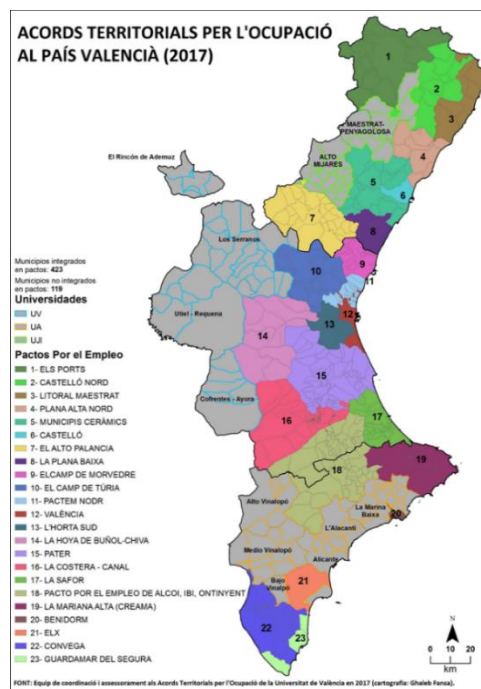 ACORDS TERRITORIALS PER L'OCUPACIÓ
AL PAÍS VALENCIÀ (2017)
1
2
MAESTRAT-
PENYAGOLOSA
3
El Rincón de Ademuz
ALTO
MIJARES
4
5
6
7
8
Los Serranos
9
Municipios integrados
en pactos: 423
Municipios no integrados
en pactos: 119
10
11
Universidades
UV
UA
UJI
Utiel - Requena
12
13
14
Pactos Por el Empleo
1- ELS PORTS
2- CASTELLÓ NORD
3- LITORAL MAESTRAT
4- PLANA ALTA NORD
5- MUNICIPIS CERÀMICS
6- CASTELLÓ
7- EL ALTO PALANCIA
8- LA PLANA BAIXA
9- ELCAMP DE MORVEDRE
10- EL CAMP DE TÚRIA
11- PACTEM NODR
12- VALÈNCIA
13- L'HORTA SUD
14- LA HOYA DE BUÑOL-CHIVA
15- PATER
16- LA COSTERA - CANAL
17- LA SAFOR
18- PACTO POR EL EMPLEO DE ALCOI, IBI, ONTINYENT
19- LA MARIANA ALTA (CREAMA)
20- BENIDORM
21- ELX
22- CONVEGA
23- GUARDAMAR DEL SEGURA
15
Cofrentes - Ayora
16
17
18
19
Alto Vinalopó
La Marina
Baixa
20
L'Alacantí
Medio Vinalopó
Alicante
Bajo
Vinalpó
21
22
23
N
0 10 20
km
FONT: Equip de coordinació i assessorament als Acords Territorials per l'Ocupació de la Universitat de València en 2017 (cartografia: Ghaleb Fansa).